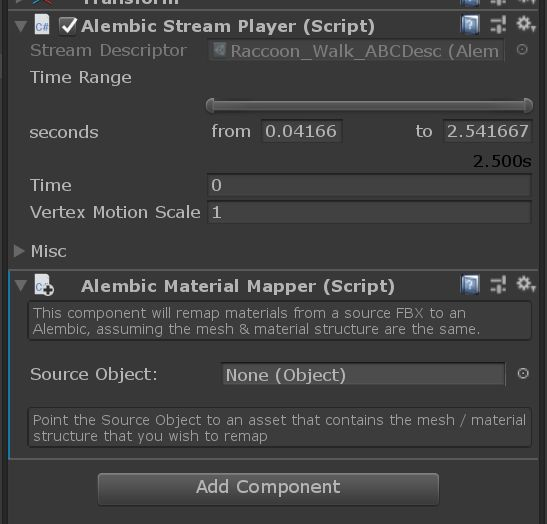 Transform
C#
Alembic Stream Player (Script)
Stream Descriptor
Raccoon_Walk_ABCDesc (Alem
Time Range
seconds from 0.04166 to 2.541667
2.500s
Time 0
Vertex Motion Scale 1
Misc
C#
Alembic Material Mapper (Script)
This component will remap materials from a source FBX to an
Alembic, assuming the mesh & material structure are the same.
Source Object: None (Object)
Point the Source Object to an asset that contains the mesh / material
structure that you wish to remap
Add Component